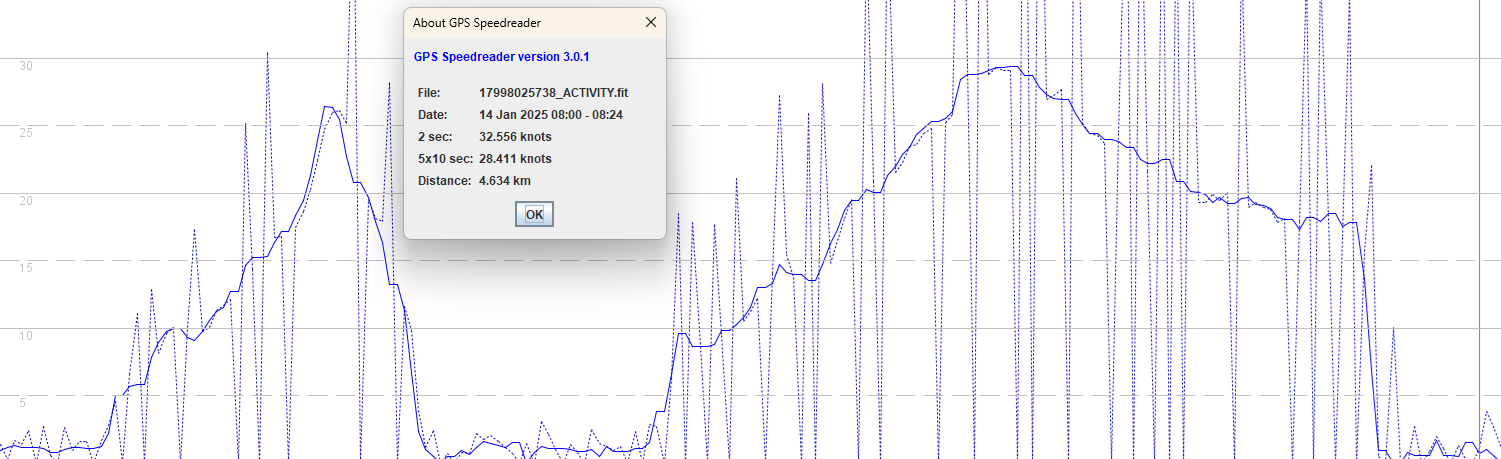 About GPS Speedreader
GPS Speedreader version 3.0.1
File: 17998025738_ACTIVITY.fit
Date: 14 Jan 2025 08:00 - 08:24
2 sec: 32.556 knots
5x10 sec: 28.411 knots
Distance: 4.634 km
OK
30
25
20
15
10
5